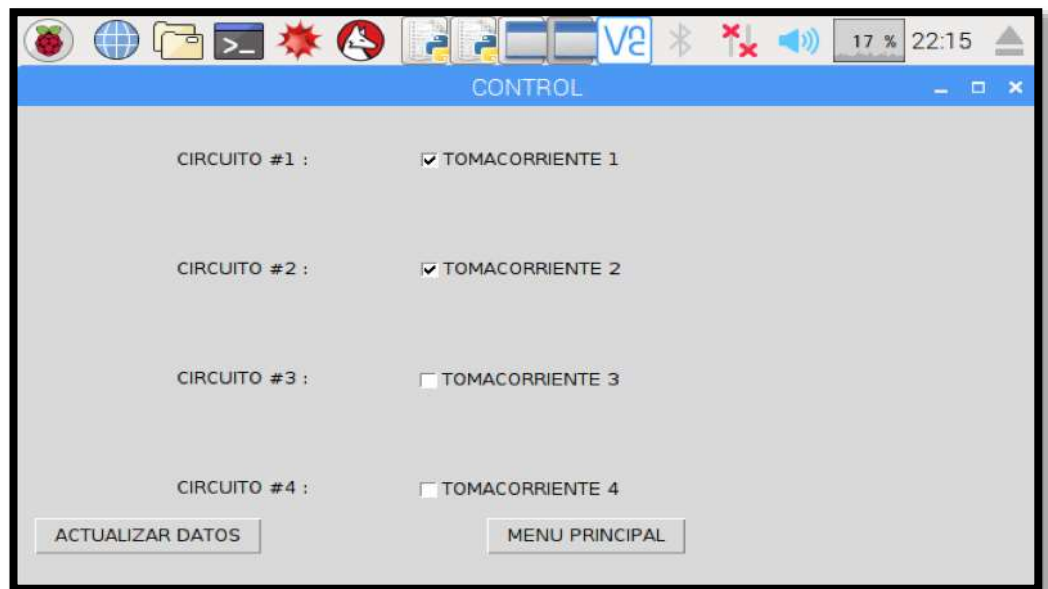 17 % 22:15
CONTROL
CIRCUITO #1 : TOMACORRIENTE 1
CIRCUITO #2 : TOMACORRIENTE 2
CIRCUITO #3 : TOMACORRIENTE 3
CIRCUITO #4 : TOMACORRIENTE 4
ACTUALIZAR DATOS MENU PRINCIPAL